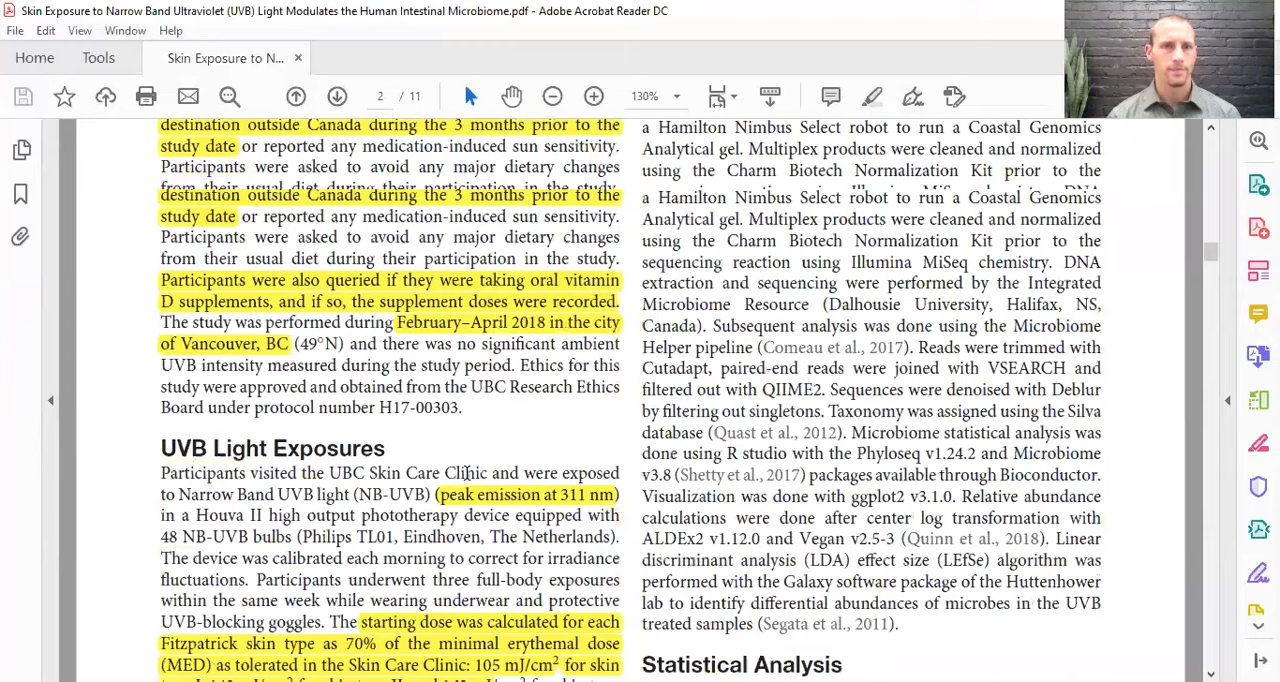 Skin Exposure to Narrow Band Ultraviolet (UVB) Light Modulates the Human Intestinal Microbiome.pdf - Adobe Acrobat Reader DC
File Edit View Window Help
Home Tools Skin Exposure to N... ×
2 / 11 130%
destination outside Canada during the 3 months prior to the
study date or reported any medication-induced sun sensitivity.
Participants were asked to avoid any major dietary changes
from their usual diet during their participation in the study.
destination outside Canada during the 3 months prior to the
study date or reported any medication-induced sun sensitivity.
Participants were asked to avoid any major dietary changes
from their usual diet during their participation in the study.
Participants were also queried if they were taking oral vitamin
D supplements, and if so, the supplement doses were recorded.
The study was performed during February–April 2018 in the city
of Vancouver, BC (49°N) and there was no significant ambient
UVB intensity measured during the study period. Ethics for this
study were approved and obtained from the UBC Research Ethics
Board under protocol number H17-00303.
UVB Light Exposures
Participants visited the UBC Skin Care Clinic and were exposed
to Narrow Band UVB light (NB-UVB) (peak emission at 311 nm)
in a Houva II high output phototherapy device equipped with
48 NB-UVB bulbs (Philips TL01, Eindhoven, The Netherlands).
The device was calibrated each morning to correct for irradiance
fluctuations. Participants underwent three full-body exposures
within the same week while wearing underwear and protective
UVB-blocking goggles. The starting dose was calculated for each
Fitzpatrick skin type as 70% of the minimal erythemal dose
(MED) as tolerated in the Skin Care Clinic: 105 mJ/cm2 for skin
a Hamilton Nimbus Select robot to run a Coastal Genomics
Analytical gel. Multiplex products were cleaned and normalized
using the Charm Biotech Normalization Kit prior to the
a Hamilton Nimbus Select robot to run a Coastal Genomics
Analytical gel. Multiplex products were cleaned and normalized
using the Charm Biotech Normalization Kit prior to the
sequencing reaction using Illumina MiSeq chemistry. DNA
extraction and sequencing were performed by the Integrated
Microbiome Resource (Dalhousie University, Halifax, NS,
Canada). Subsequent analysis was done using the Microbiome
Helper pipeline (Comeau et al., 2017). Reads were trimmed with
Cutadapt, paired-end reads were joined with VSEARCH and
filtered out with QIIME2. Sequences were denoised with Deblur
by filtering out singletons. Taxonomy was assigned using the Silva
database (Quast et al., 2012). Microbiome statistical analysis was
done using R studio with the Phyloseq v1.24.2 and Microbiome
v3.8 (Shetty et al., 2017) packages available through Bioconductor.
Visualization was done with ggplot2 v3.1.0. Relative abundance
calculations were done after center log transformation with
ALDEx2 v1.12.0 and Vegan v2.5-3 (Quinn et al., 2018). Linear
discriminant analysis (LDA) effect size (LEfSe) algorithm was
performed with the Galaxy software package of the Huttenhower
lab to identify differential abundances of microbes in the UVB
treated samples (Segata et al., 2011).
Statistical Analysis